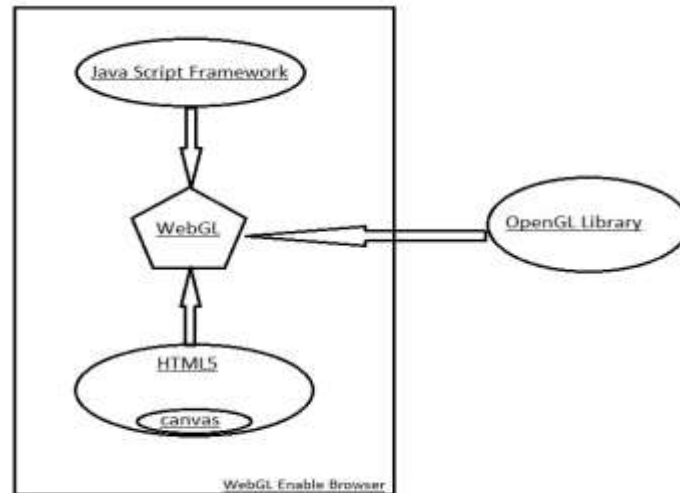 Java Script Framework
WebGL
OpenGL Library
HTML5
canvas
WebGL Enable Browser